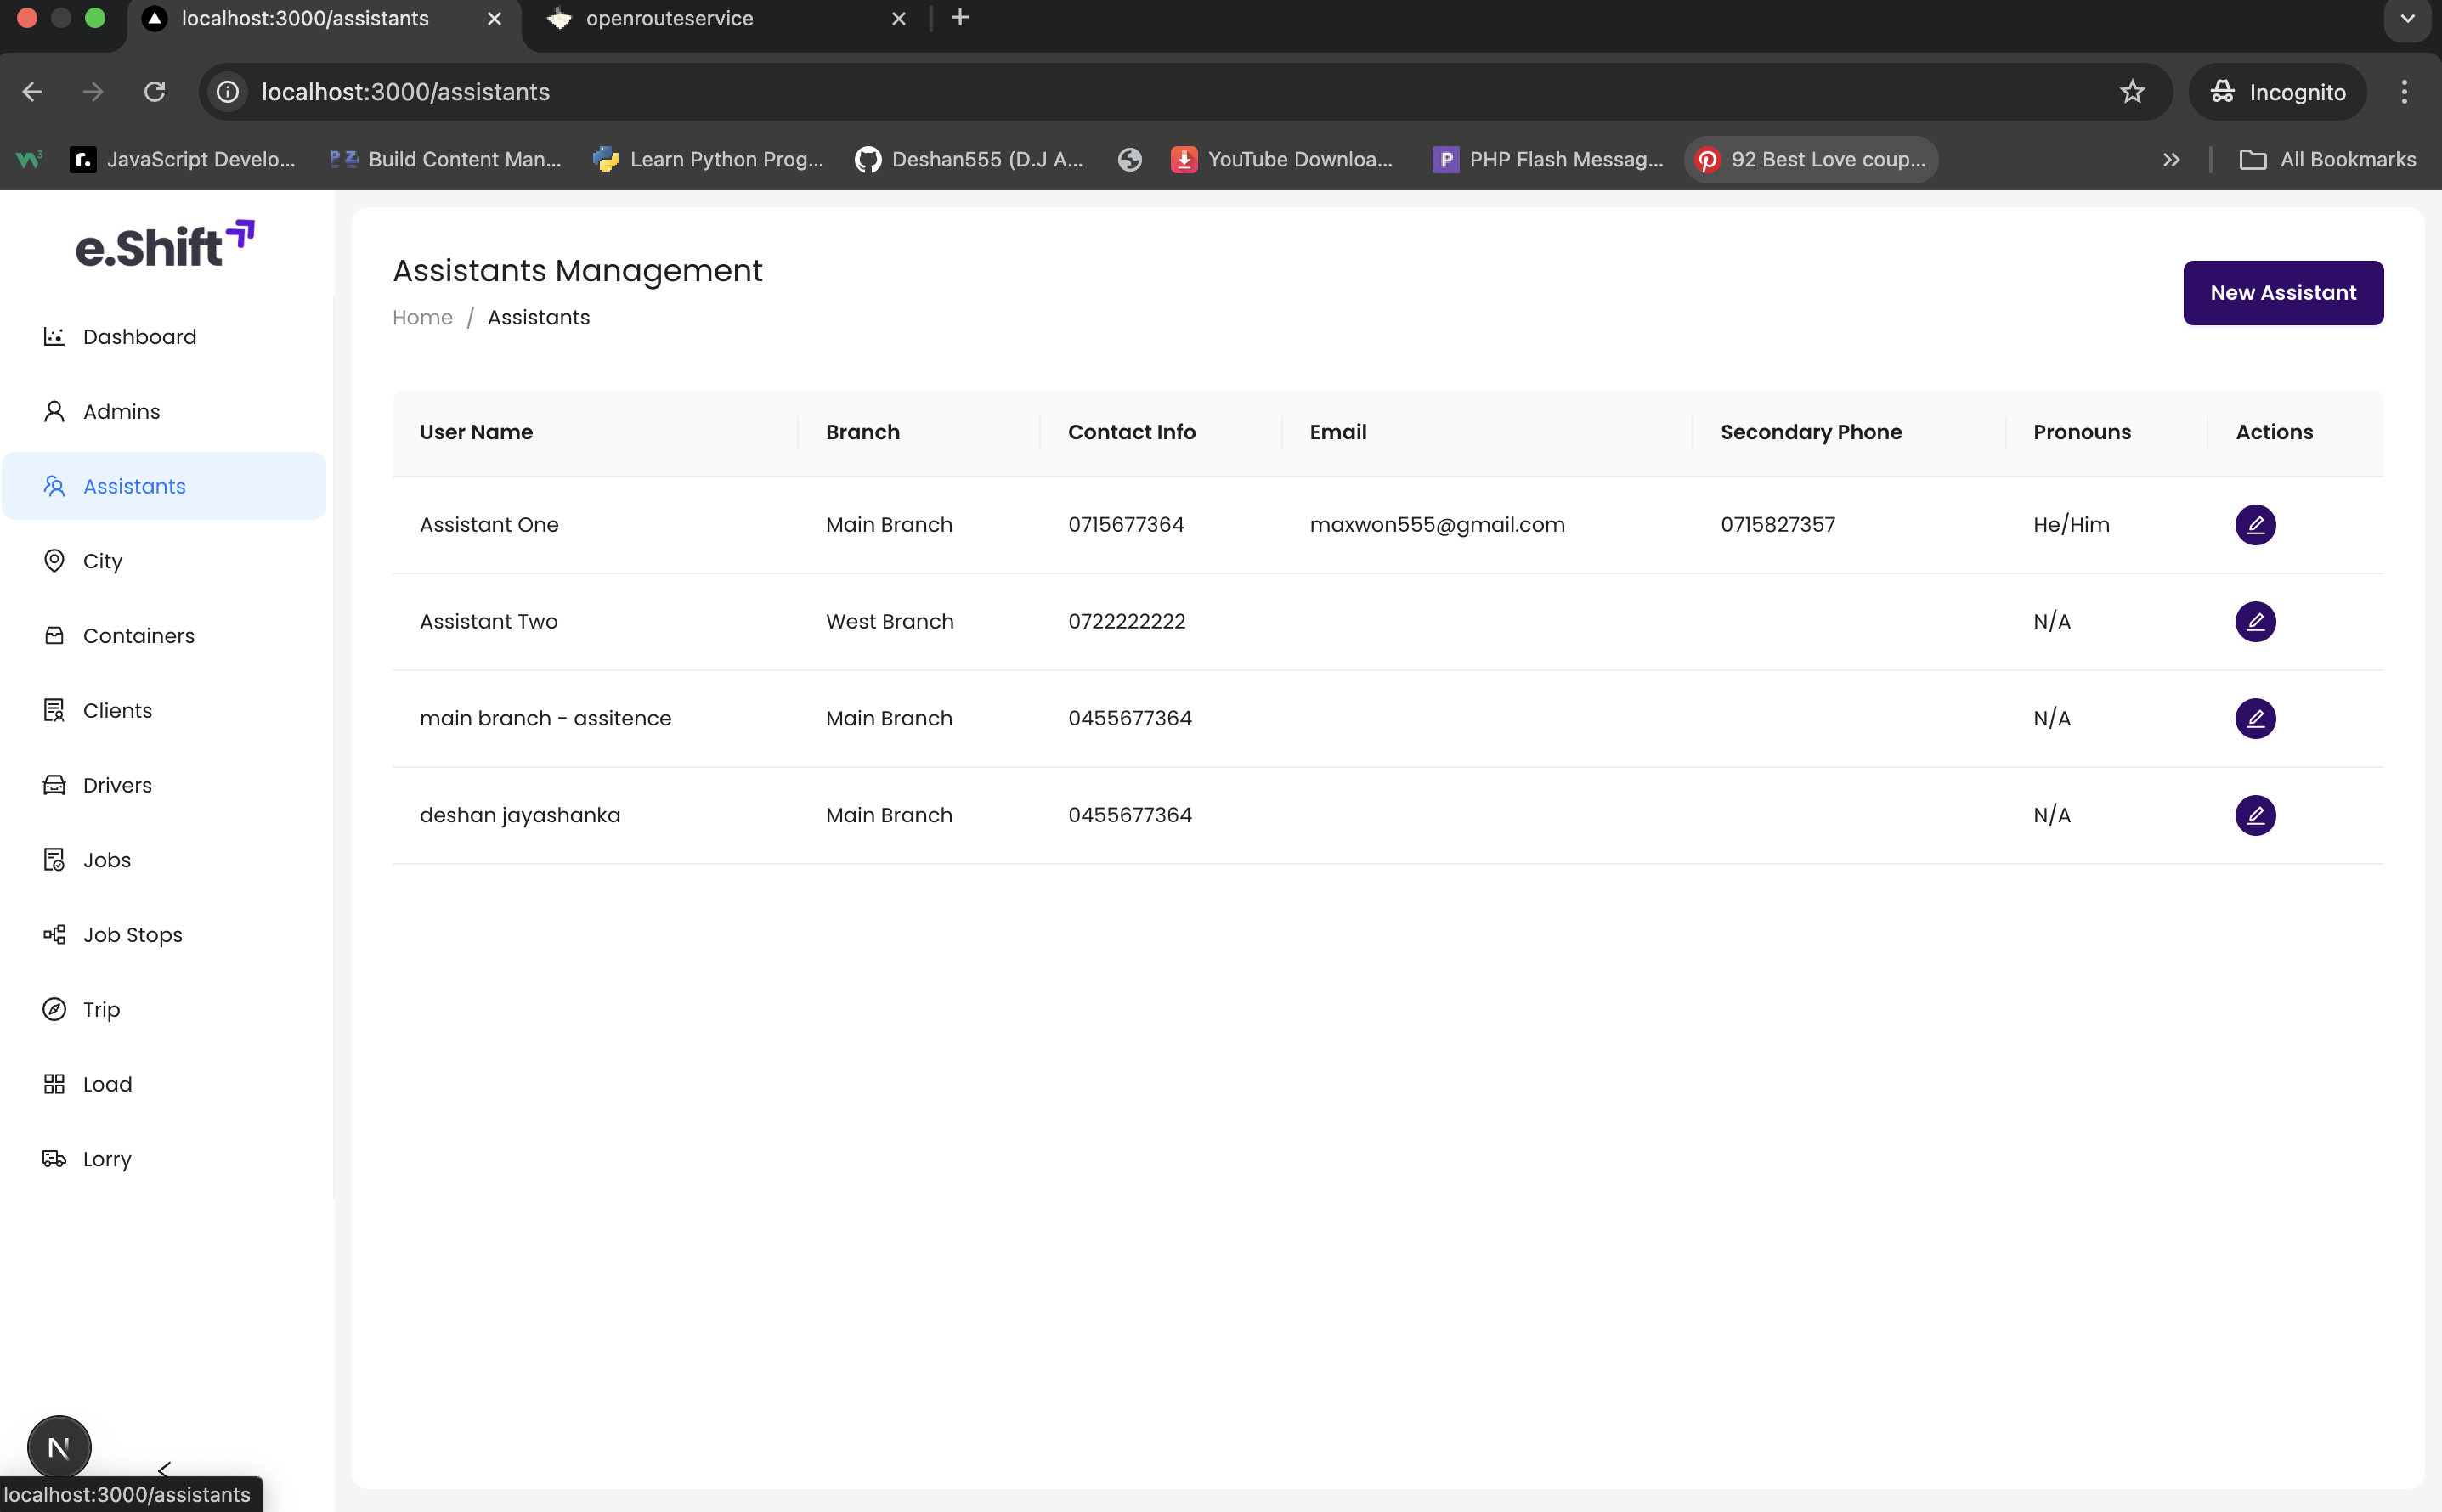 localhost:3000/assistants
openrouteservice
localhost:3000/assistants
Incognito
JavaScript Develo...
Build Content Man...
Learn Python Prog...
Deshan555 (D.J A...
YouTube Downloa...
PHP Flash Messag...
92 Best Love coup...
All Bookmarks
e.Shift
Dashboard
Admins
Assistants
City
Containers
Clients
Drivers
Jobs
Job Stops
Trip
Load
Lorry
Assistants Management
Home / Assistants
New Assistant
User Name Branch Contact Info Email Secondary Phone Pronouns Actions
Assistant One Main Branch 0715677364 maxwon555@gmail.com 0715827357 He/Him
Assistant Two West Branch 0722222222 N/A
main branch - assitence Main Branch 0455677364 N/A
deshan jayashanka Main Branch 0455677364 N/A
N
localhost:3000/assistants